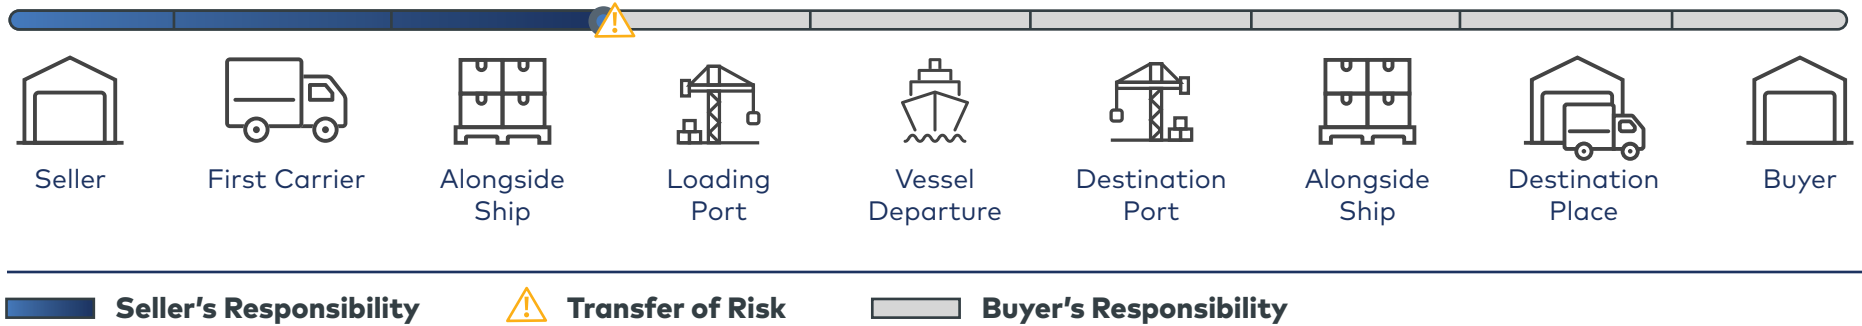 Seller
First Carrier
Alongside
Ship
Loading
Port
Vessel
Departure
Destination
Port
Alongside
Ship
Destination
Place
Buyer
Seller's Responsibility
Transfer of Risk
Buyer's Responsibility